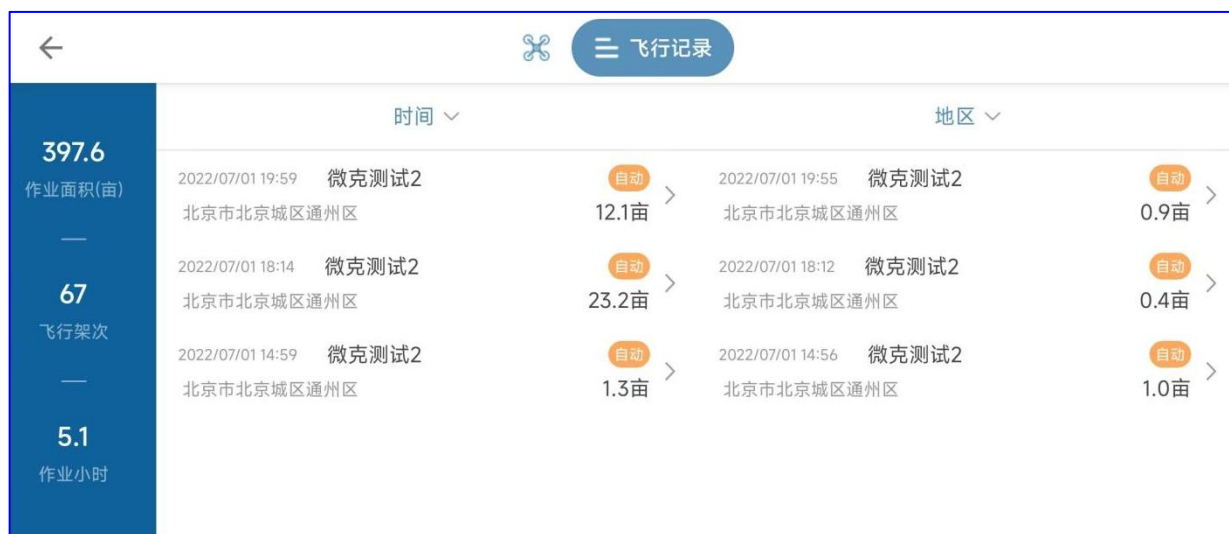 飞行记录
时间
地区
397.6
作业面积(亩)
67
飞行架次
5.1
作业小时
2022/07/01 19:59 微克测试2 自动
北京市北京城区通州区 12.1亩
2022/07/01 19:55 微克测试2 自动
北京市北京城区通州区 0.9亩
2022/07/01 18:14 微克测试2 自动
北京市北京城区通州区 23.2亩
2022/07/01 18:12 微克测试2 自动
北京市北京城区通州区 0.4亩
2022/07/01 14:59 微克测试2 自动
北京市北京城区通州区 1.3亩
2022/07/01 14:56 微克测试2 自动
北京市北京城区通州区 1.0亩